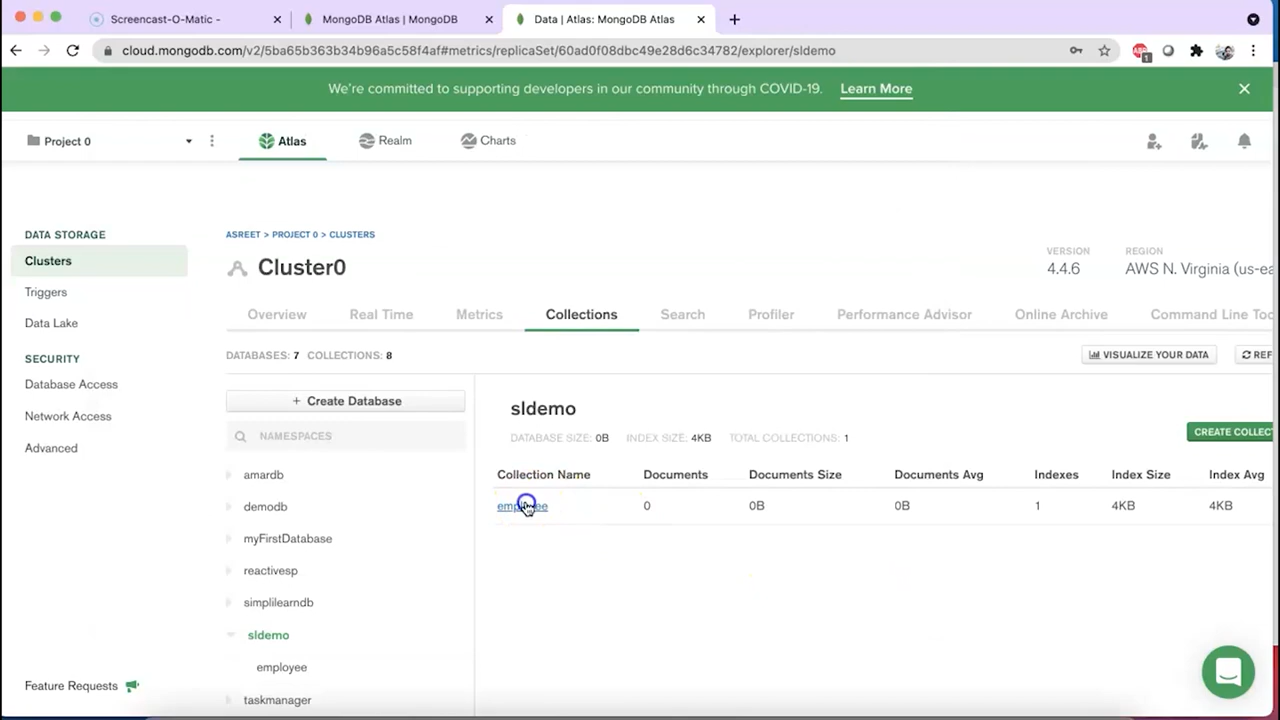 Screencast-O-Matic -
MongoDB Atlas | MongoDB
Data | Atlas: MongoDB Atlas
cloud.mongodb.com/v2/5ba65b363b34b96a5c58f4af#metrics/replicaSet/60ad0f08dbc49e28d6c34782/explorer/sldemo
1
We're committed to supporting developers in our community through COVID-19. Learn More
Project 0
Atlas
Realm
Charts
DATA STORAGE
Clusters
Triggers
Data Lake
SECURITY
Database Access
Network Access
Advanced
Feature Requests
ASREET > PROJECT 0 > CLUSTERS
Cluster0
VERSION
4.4.6
REGION
AWS N. Virginia (us-ea
Overview Real Time Metrics Collections Search Profiler Performance Advisor Online Archive Command Line Too
DATABASES: 7 COLLECTIONS: 8
VISUALIZE YOUR DATA
REF
+ Create Database
NAMESPACES
amardb
demodb
myFirstDatabase
reactivesp
simplilearndb
sldemo
employee
taskmanager
sldemo
DATABASE SIZE: 0B INDEX SIZE: 4KB TOTAL COLLECTIONS: 1
CREATE COLLECT
Collection Name Documents Documents Size Documents Avg Indexes Index Size Index Avg
employee 0 0B 0B 1 4KB 4KB